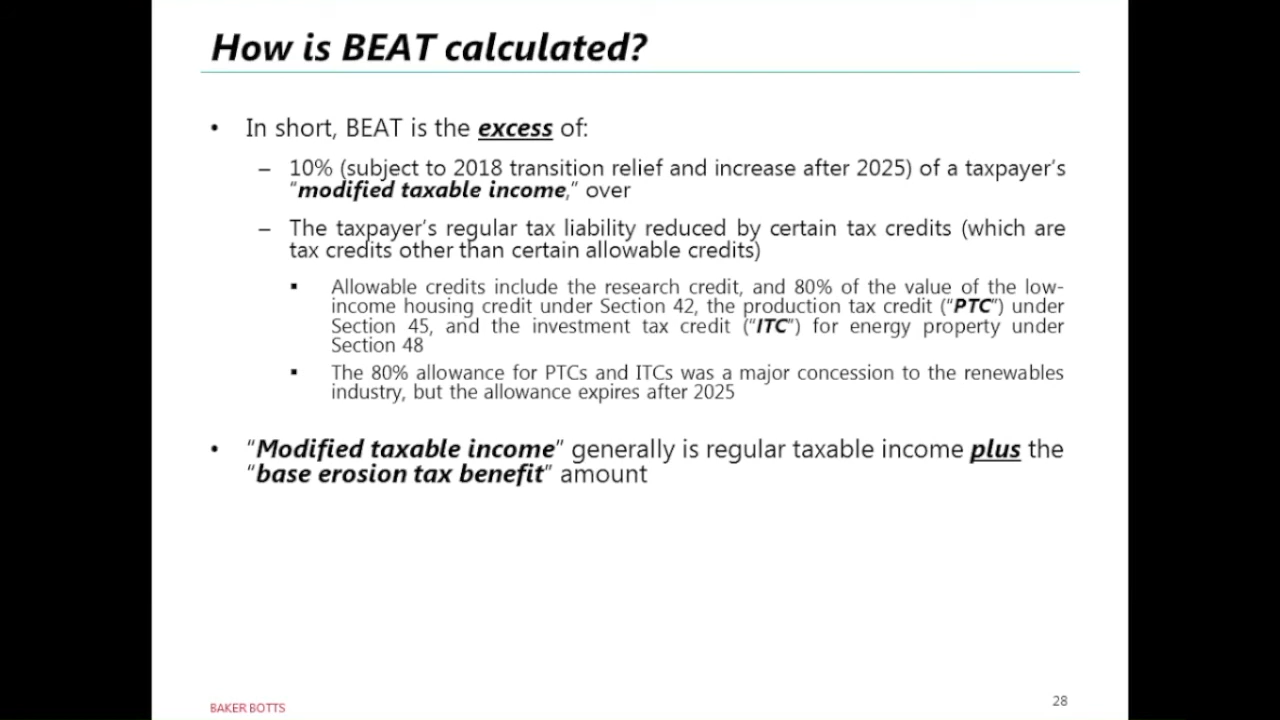 How is BEAT calculated?
• In short, BEAT is the excess of:
– 10% (subject to 2018 transition relief and increase after 2025) of a taxpayer's
"modified taxable income," over
– The taxpayer's regular tax liability reduced by certain tax credits (which are
tax credits other than certain allowable credits)
▪ Allowable credits include the research credit, and 80% of the value of the low-
income housing credit under Section 42, the production tax credit ("PTC") under
Section 45, and the investment tax credit ("ITC") for energy property under
Section 48
▪ The 80% allowance for PTCs and ITCs was a major concession to the renewables
industry, but the allowance expires after 2025
• "Modified taxable income" generally is regular taxable income plus the
"base erosion tax benefit" amount
BAKER BOTTS
28